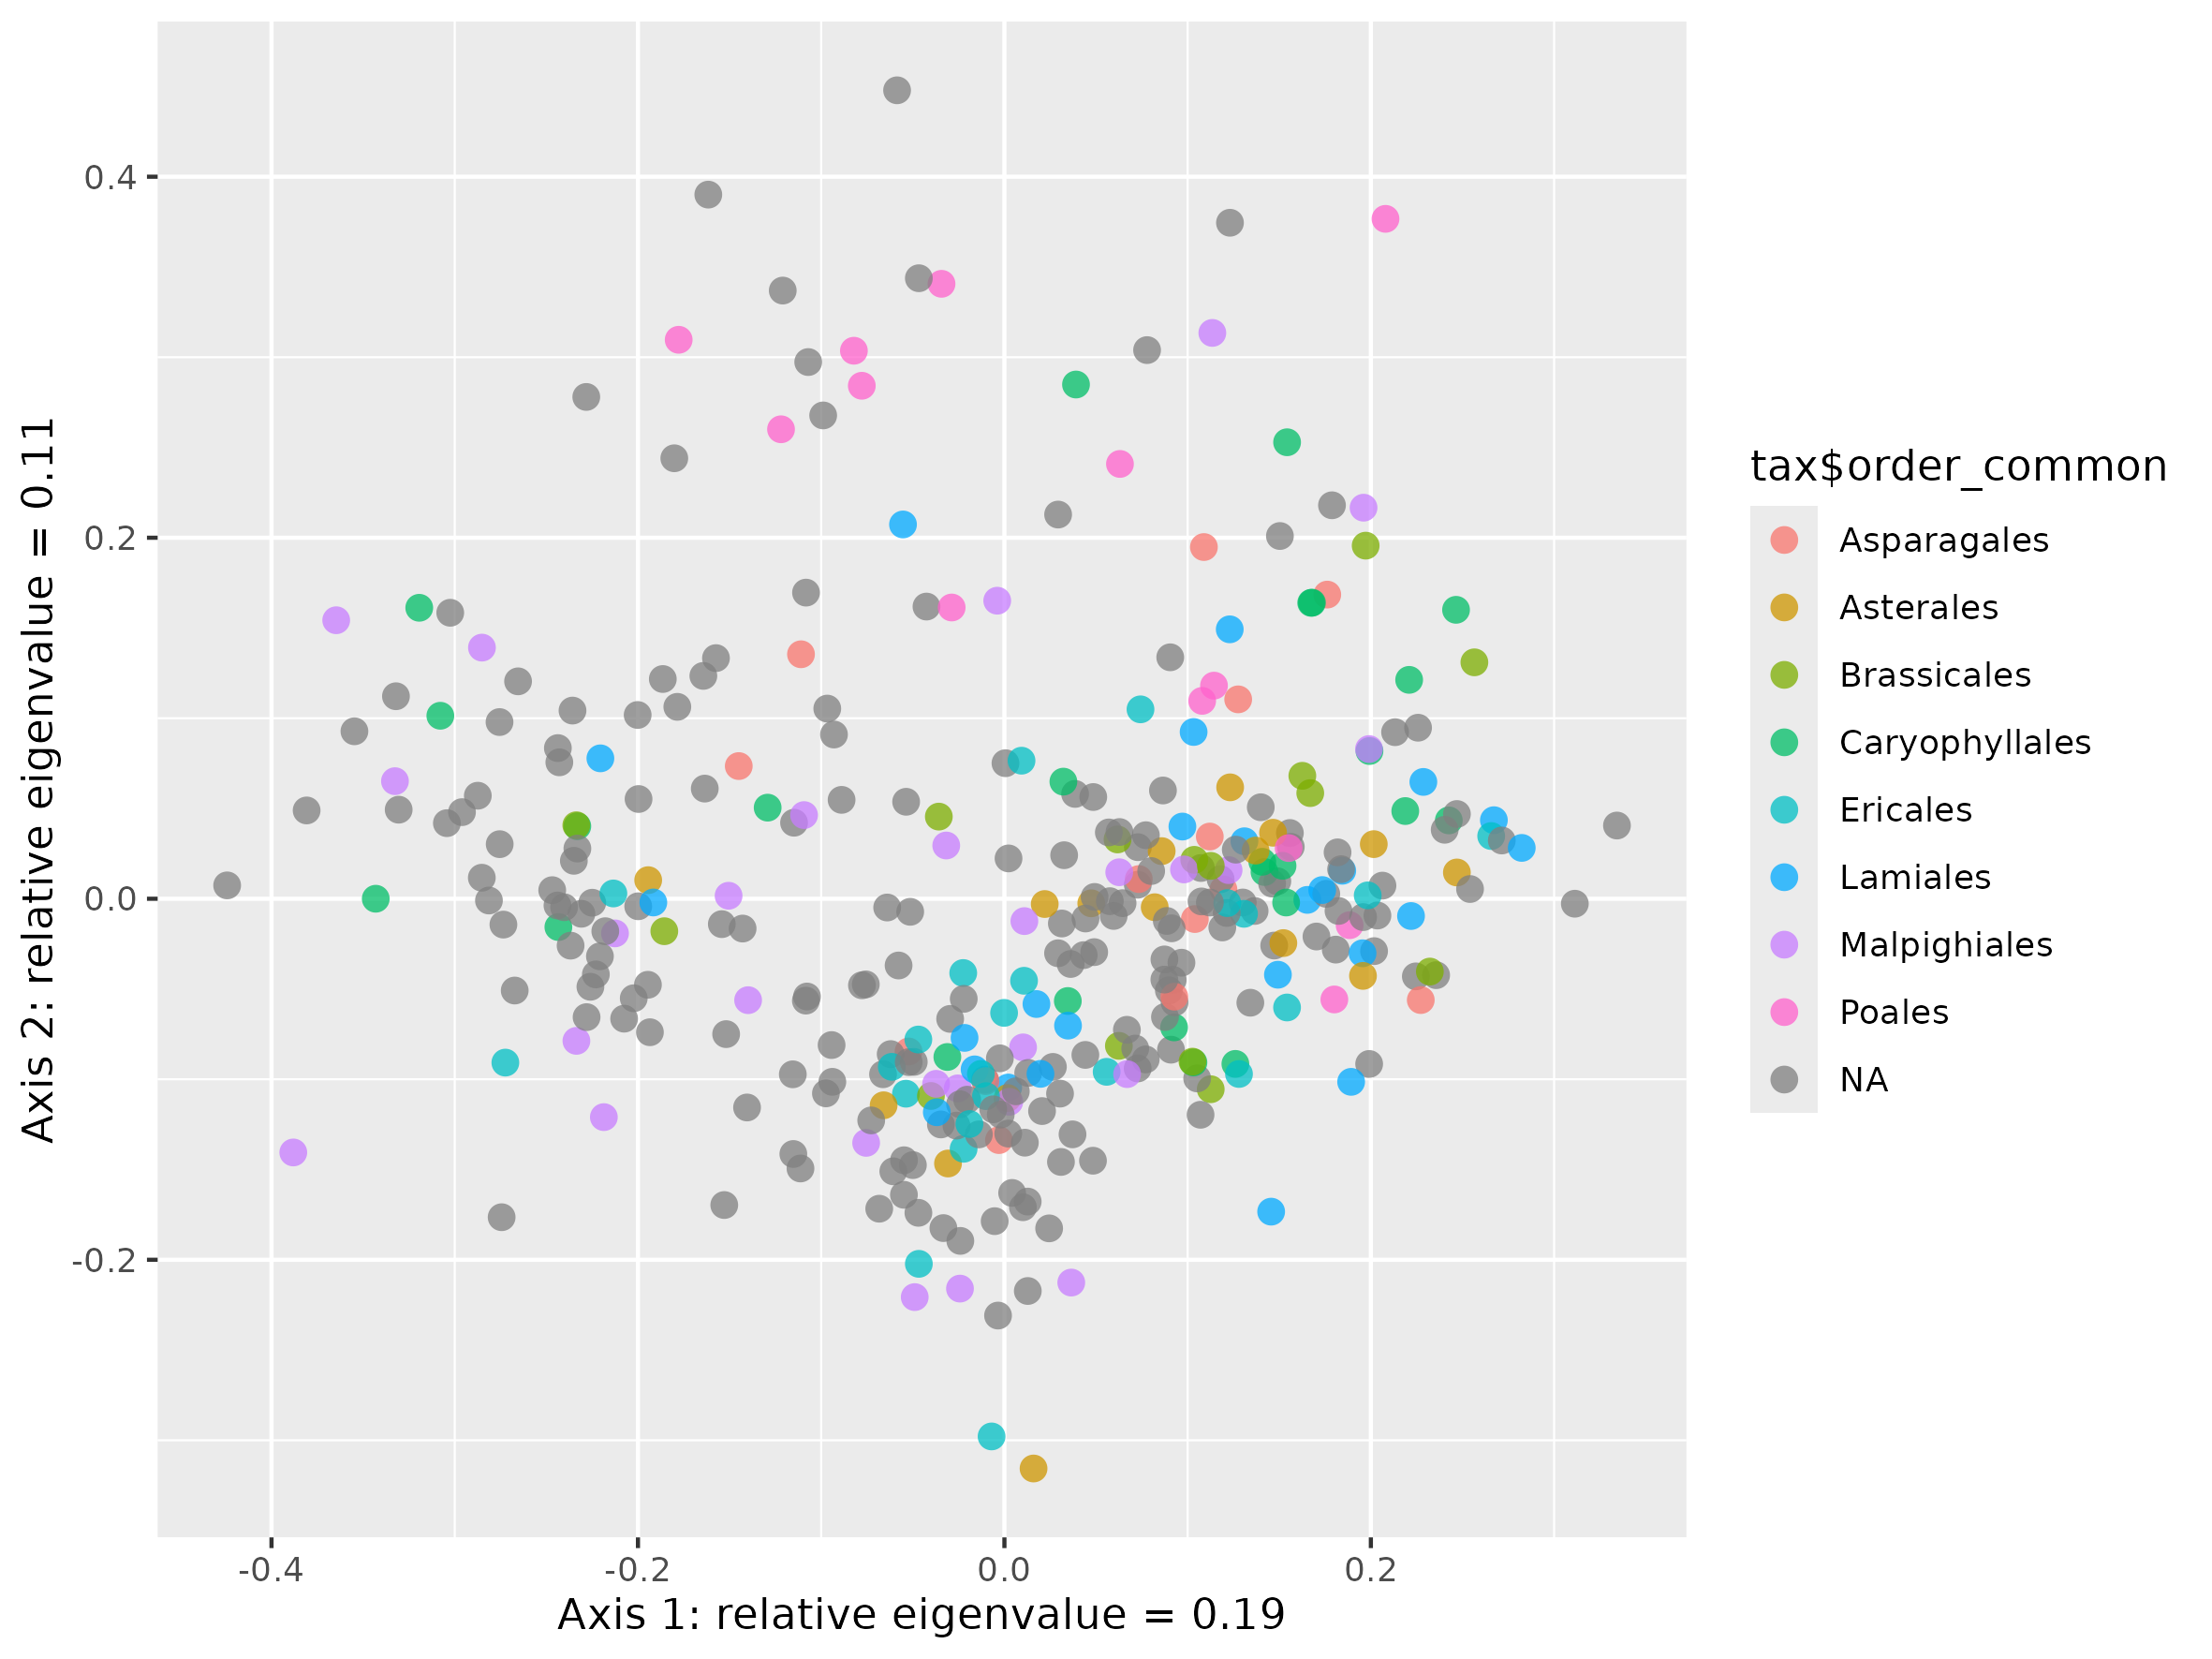 Axis 2: relative eigenvalue = 0.11
0.4
0.2
0.0
-0.2
-0.4
-0.2
0.0
0.2
Axis 1: relative eigenvalue = 0.19
tax$order_common
Asparagales
Asterales
Brassicales
Caryophyllales
Ericales
Lamiales
Malpighiales
Poales
NA